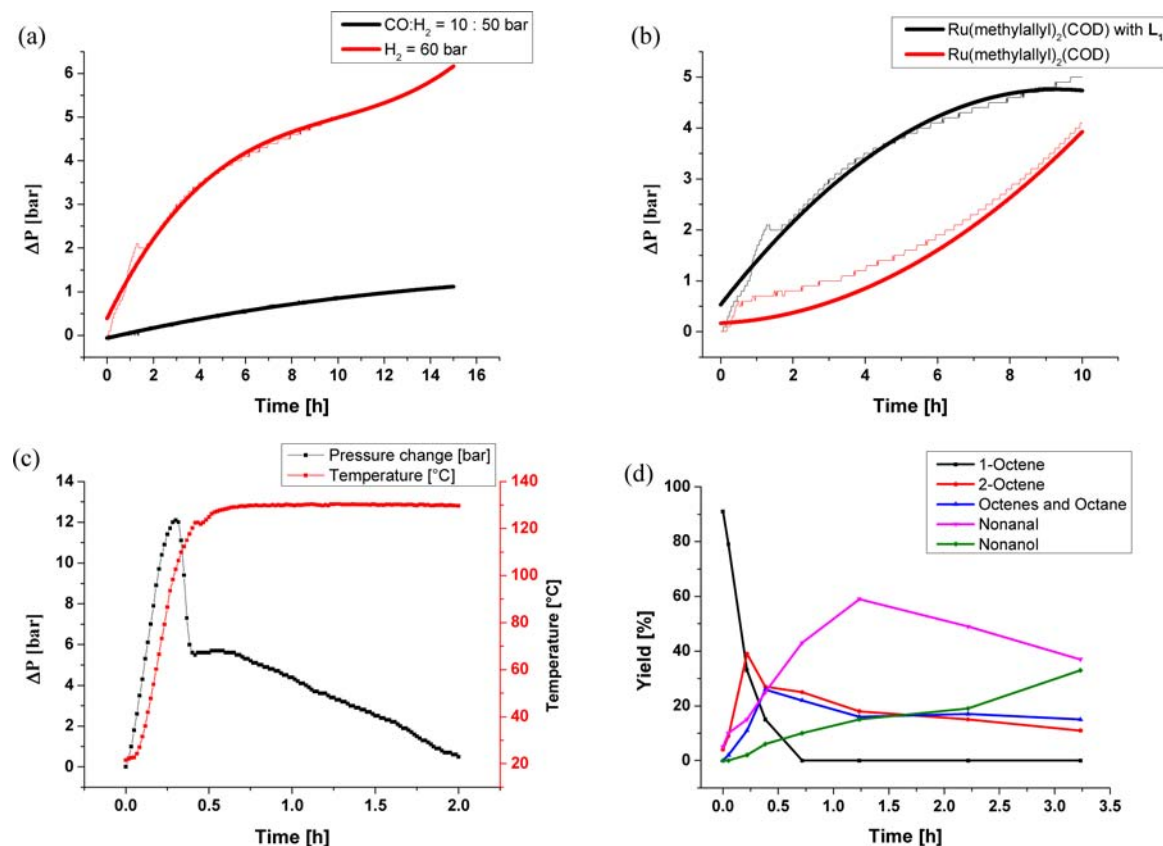 (a)
CO:H₂ = 10 : 50 bar
H₂ = 60 bar
ΔP [bar]
6
5
4
3
2
1
0
0 2 4 6 8 10 12 14 16
Time [h]
(b)
Ru(methylallyl)₂(COD) with L₁
Ru(methylallyl)₂(COD)
ΔP [bar]
6
5
4
3
2
1
0
0 2 4 6 8 10
Time [h]
(c)
Pressure change [bar]
Temperature [°C]
ΔP [bar]
14
12
10
8
6
4
2
0
0.0 0.5 1.0 1.5 2.0
Time [h]
140
120
100
80
60
40
20
Temperature [°C]
(d)
1-Octene
2-Octene
Octenes and Octane
Nonanal
Nonanol
Yield [%]
100
80
60
40
20
0
0.0 0.5 1.0 1.5 2.0 2.5 3.0 3.5
Time [h]